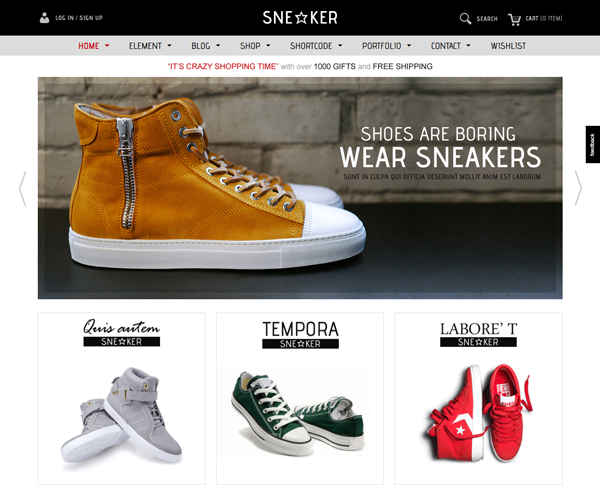 LOG IN / SIGN UP
SNE☆KER
SEARCH
CART (0 ITEM)
HOME ELEMENT BLOG SHOP SHORTCODE PORTFOLIO CONTACT WISHLIST
"IT'S CRAZY SHOPPING TIME" with over 1000 GIFTS and FREE SHIPPING
SHOES ARE BORING
WEAR SNEAKERS
SUNT IN CULPA QUI OFFICIA DESERUNT MOLLIT ANIM EST LABORUM
feedback
Quis autem
SNE☆KER
TEMPORA
SNE☆KER
LABORE' T
SNE☆KER